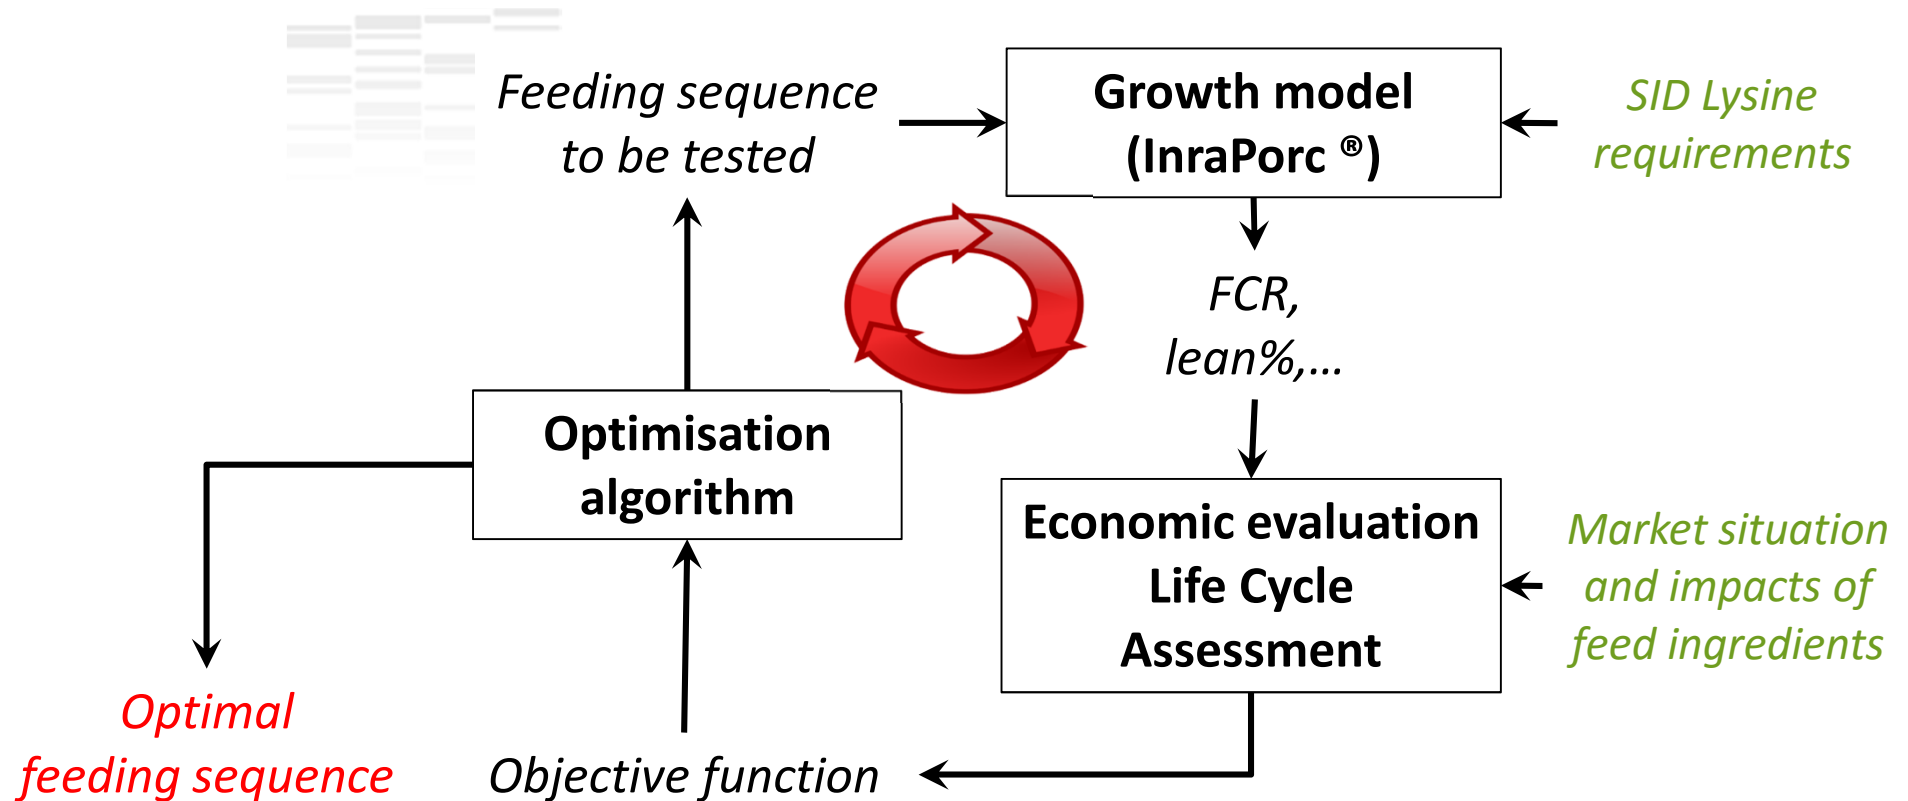 Feeding sequence
to be tested
Growth model
(InraPorc ®)
SID Lysine
requirements
FCR,
lean%,...
Optimisation
algorithm
Economic evaluation
Life Cycle
Assessment
Market situation
and impacts of
feed ingredients
Optimal
feeding sequence
Objective function